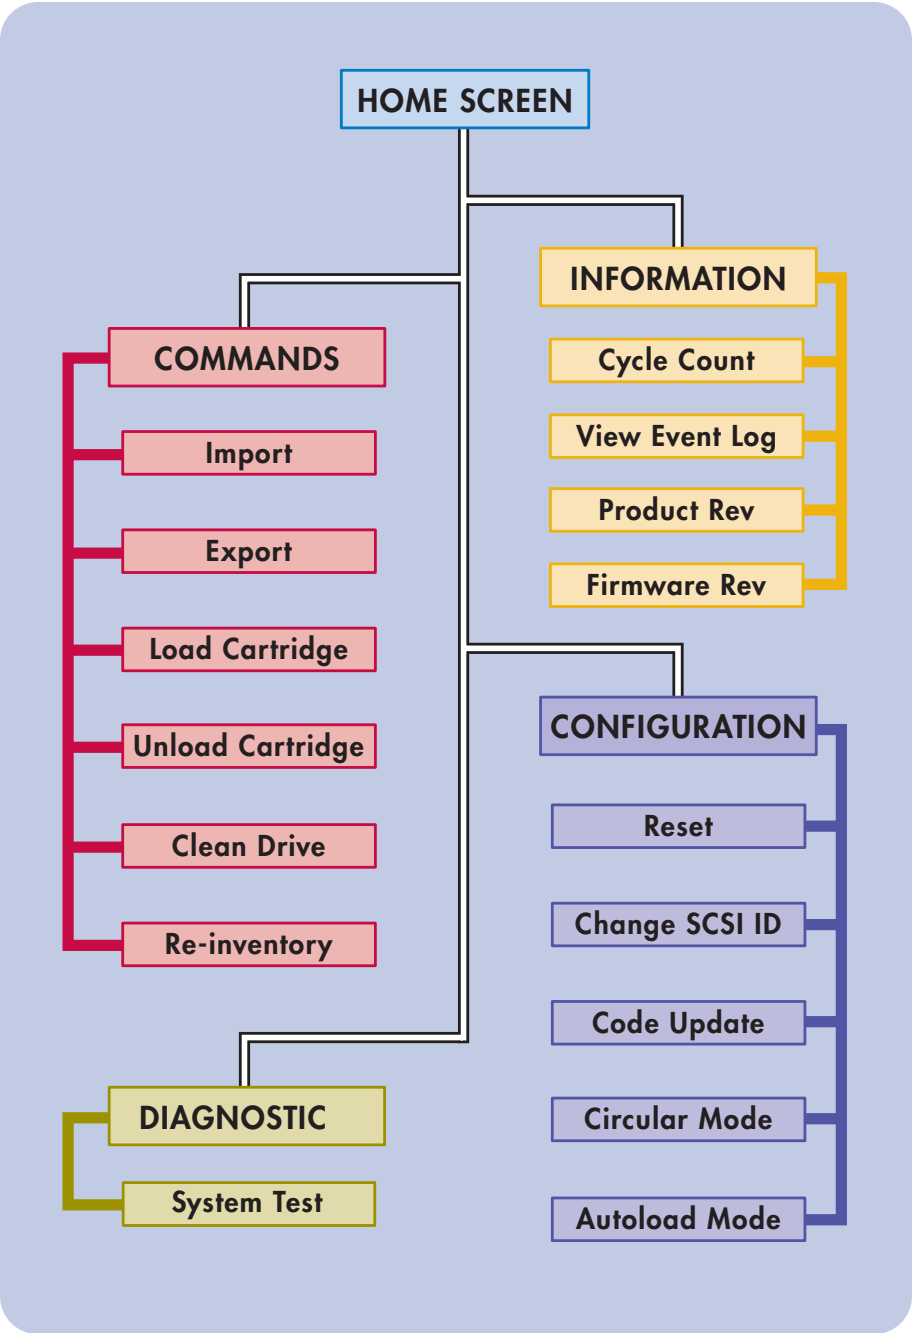 HOME SCREEN
INFORMATION
Cycle Count
View Event Log
Product Rev
Firmware Rev
COMMANDS
Import
Export
Load Cartridge
Unload Cartridge
Clean Drive
Re-inventory
CONFIGURATION
Reset
Change SCSI ID
Code Update
Circular Mode
Autoload Mode
DIAGNOSTIC
System Test